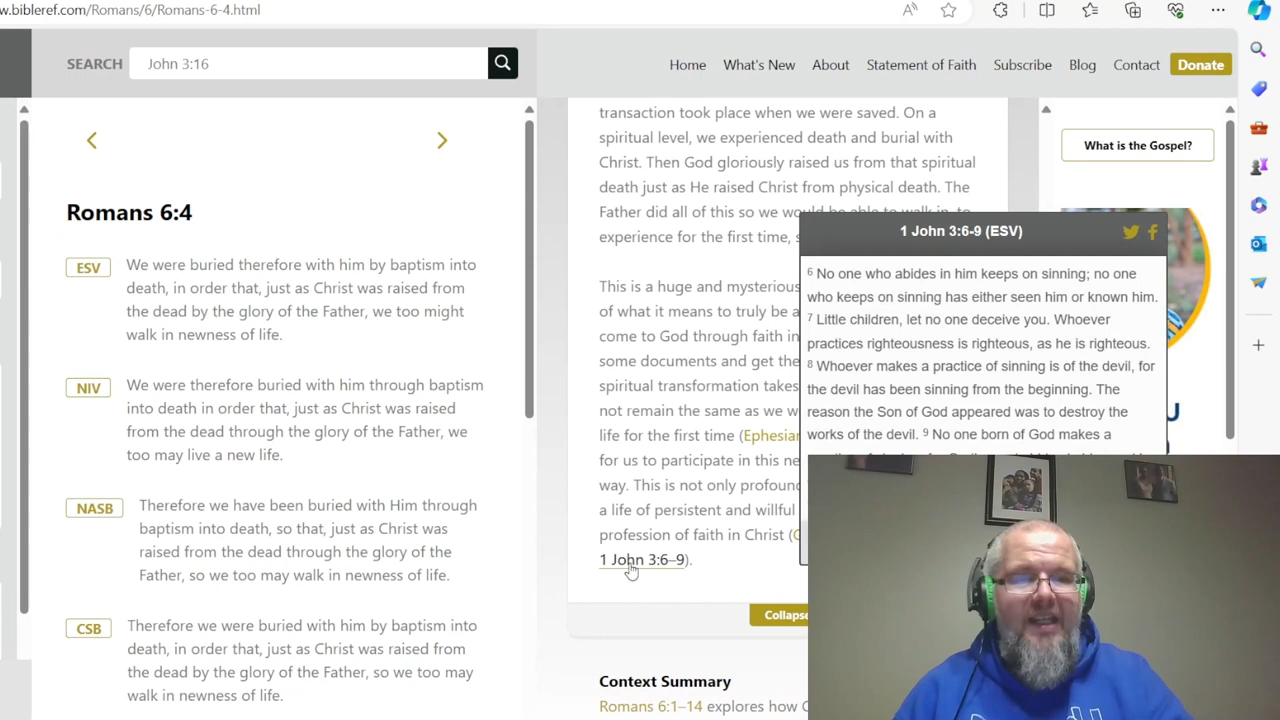 w.bibleref.com/Romans/6/Romans-6-4.html
SEARCH
John 3:16
Home
What's New
About
Statement of Faith
Subscribe
Blog
Contact
Donate
Romans 6:4
ESV
We were buried therefore with him by baptism into
death, in order that, just as Christ was raised from
the dead by the glory of the Father, we too might
walk in newness of life.
NIV
We were therefore buried with him through baptism
into death in order that, just as Christ was raised
from the dead through the glory of the Father, we
too may live a new life.
NASB
Therefore we have been buried with Him through
baptism into death, so that, just as Christ was
raised from the dead through the glory of the
Father, so we too may walk in newness of life.
CSB
Therefore we were buried with him by baptism into
death, in order that, just as Christ was raised from
the dead by the glory of the Father, so we too may
walk in newness of life.
transaction took place when we were saved. On a
spiritual level, we experienced death and burial with
Christ. Then God gloriously raised us from that spiritual
death just as He raised Christ from physical death. The
Father did all of this so we would be able to walk in, to
experience for the first time,
This is a huge and mysterious
of what it means to truly be a
come to God through faith in
some documents and get the
spiritual transformation takes
not remain the same as we w
life for the first time (Ephesian
for us to participate in this ne
way. This is not only profound
a life of persistent and willful
profession of faith in Christ (
1 John 3:6–9).
Collapse
Context Summary
Romans 6:1–14 explores how
1 John 3:6-9 (ESV)
6 No one who abides in him keeps on sinning; no one
who keeps on sinning has either seen him or known him.
7 Little children, let no one deceive you. Whoever
practices righteousness is righteous, as he is righteous.
8 Whoever makes a practice of sinning is of the devil, for
the devil has been sinning from the beginning. The
reason the Son of God appeared was to destroy the
works of the devil. 9 No one born of God makes a
What is the Gospel?